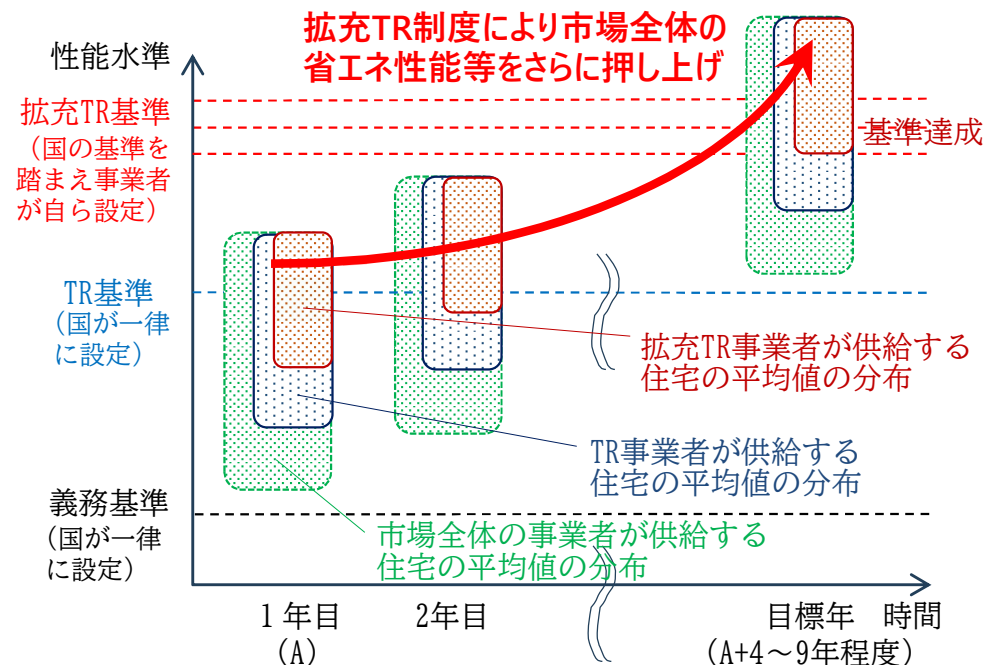 拡充TR制度により市場全体の
省エネ性能等をさらに押し上げ
性能水準
拡充TR基準
（国の基準を
踏まえ事業者
が自ら設定）
基準達成
TR基準
（国が一律
に設定）
拡充TR事業者が供給する
住宅の平均値の分布
TR事業者が供給する
住宅の平均値の分布
義務基準
（国が一律
に設定）
市場全体の事業者が供給する
住宅の平均値の分布
１年目
（A）
2年目
目標年
（A+4～9年程度）
時間